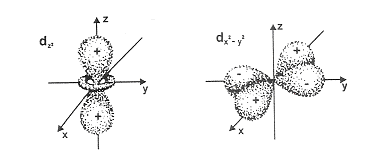 z
d_z²
+
y
x
+
z
d_x²-y²
+
-
-
y
+
x